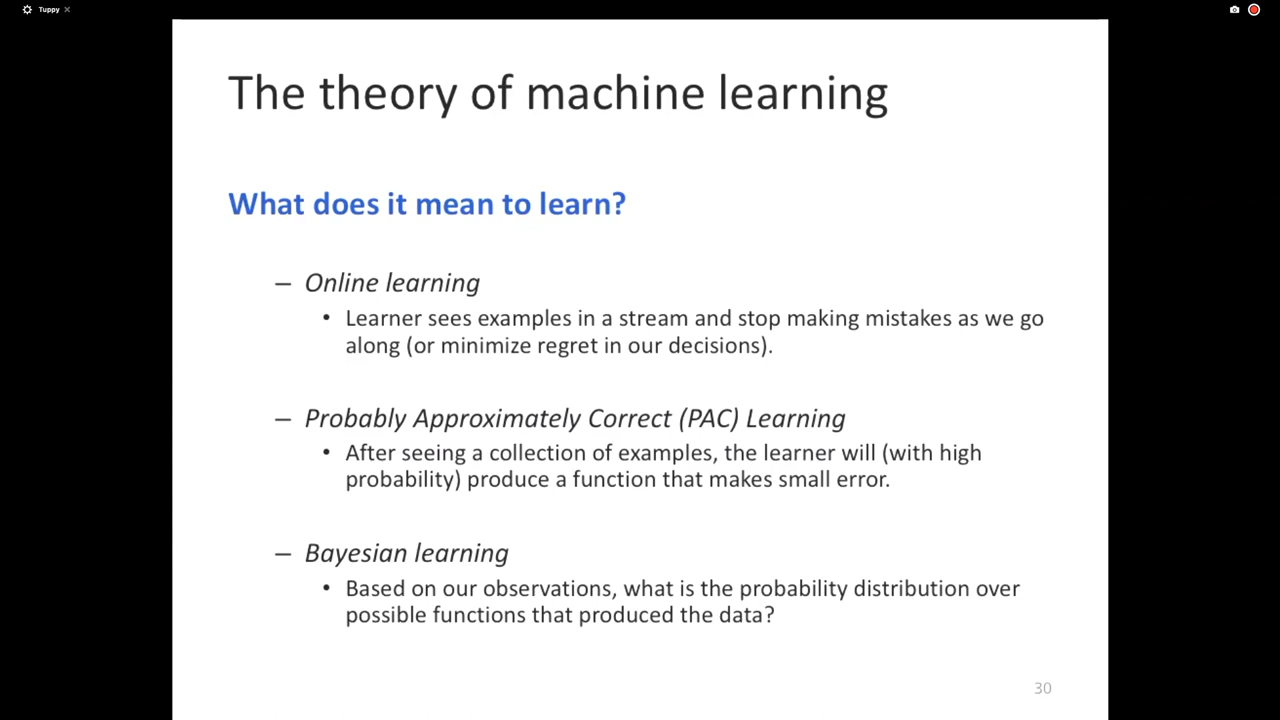 Tuppy
The theory of machine learning
What does it mean to learn?
– Online learning
• Learner sees examples in a stream and stop making mistakes as we go
along (or minimize regret in our decisions).
– Probably Approximately Correct (PAC) Learning
• After seeing a collection of examples, the learner will (with high
probability) produce a function that makes small error.
– Bayesian learning
• Based on our observations, what is the probability distribution over
possible functions that produced the data?
30